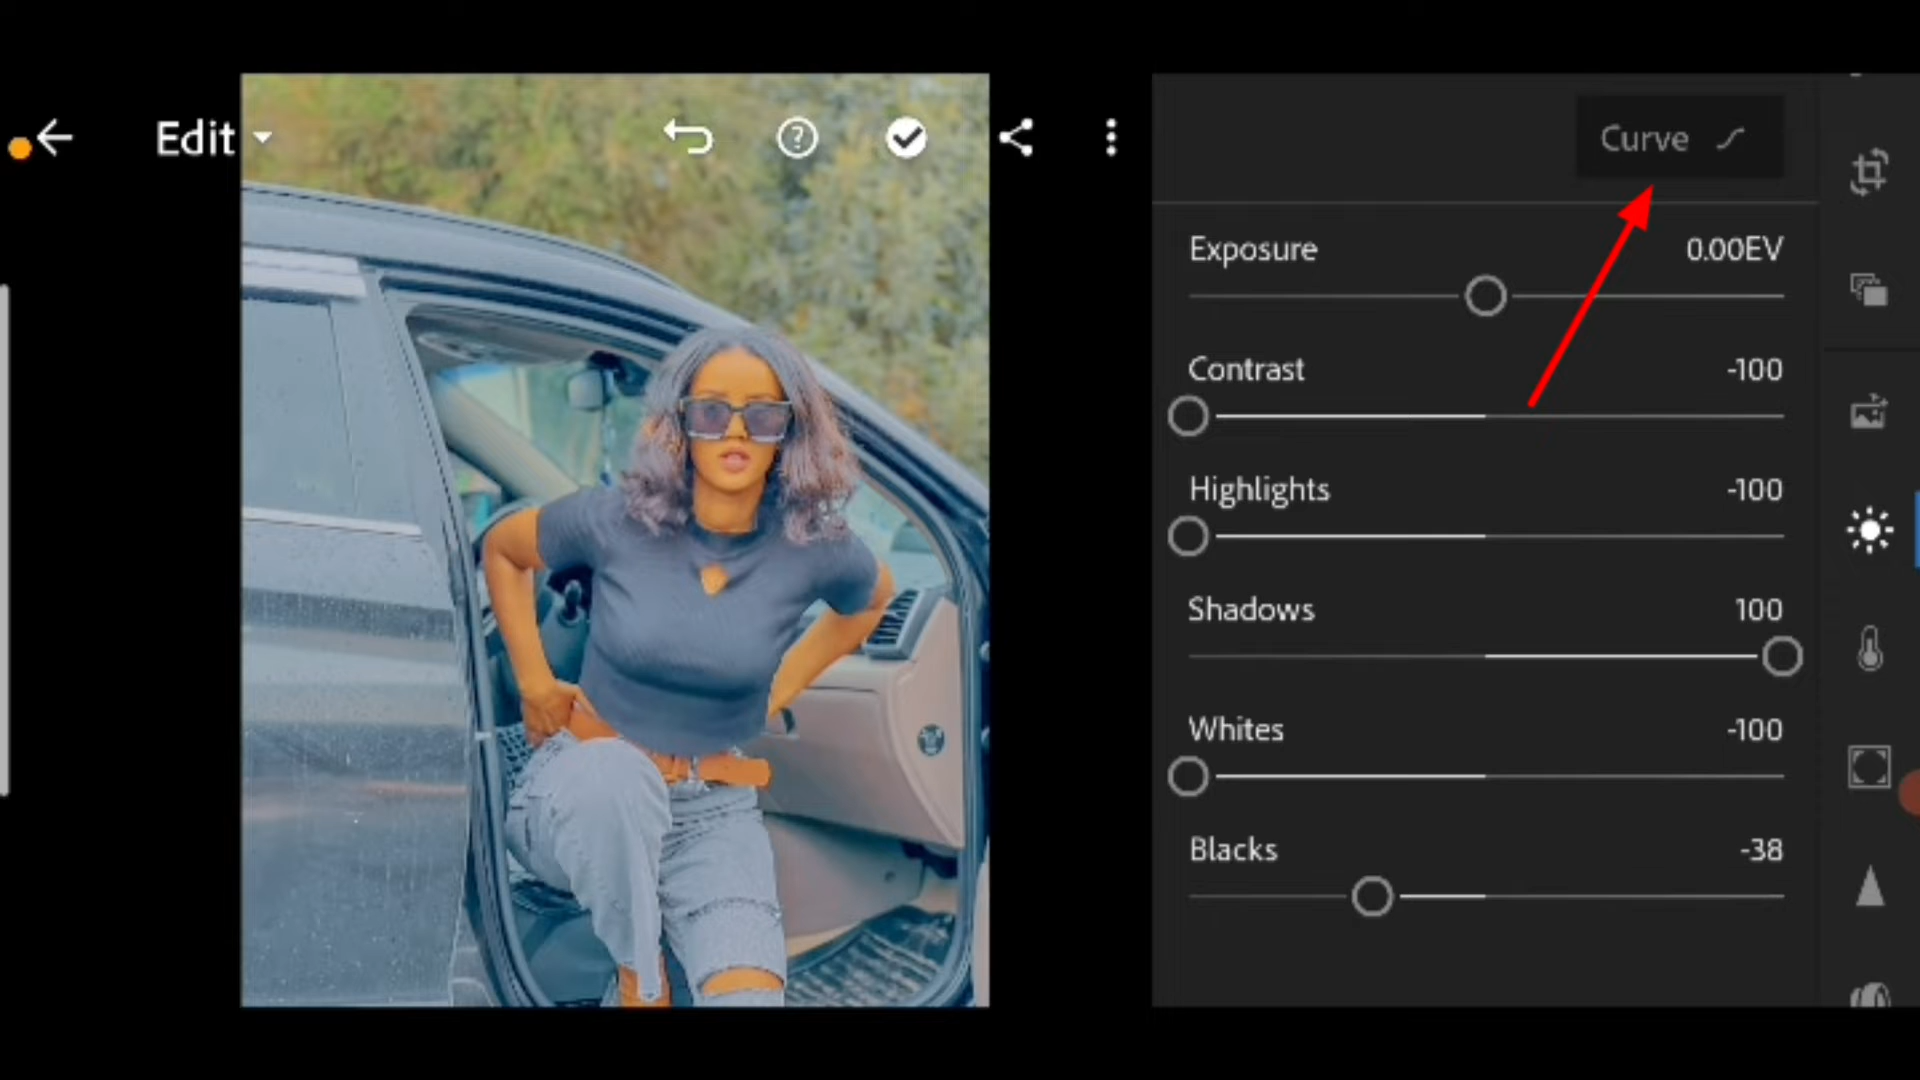 Edit
Curve
Exposure 0.00EV
Contrast -100
Highlights -100
Shadows 100
Whites -100
Blacks -38